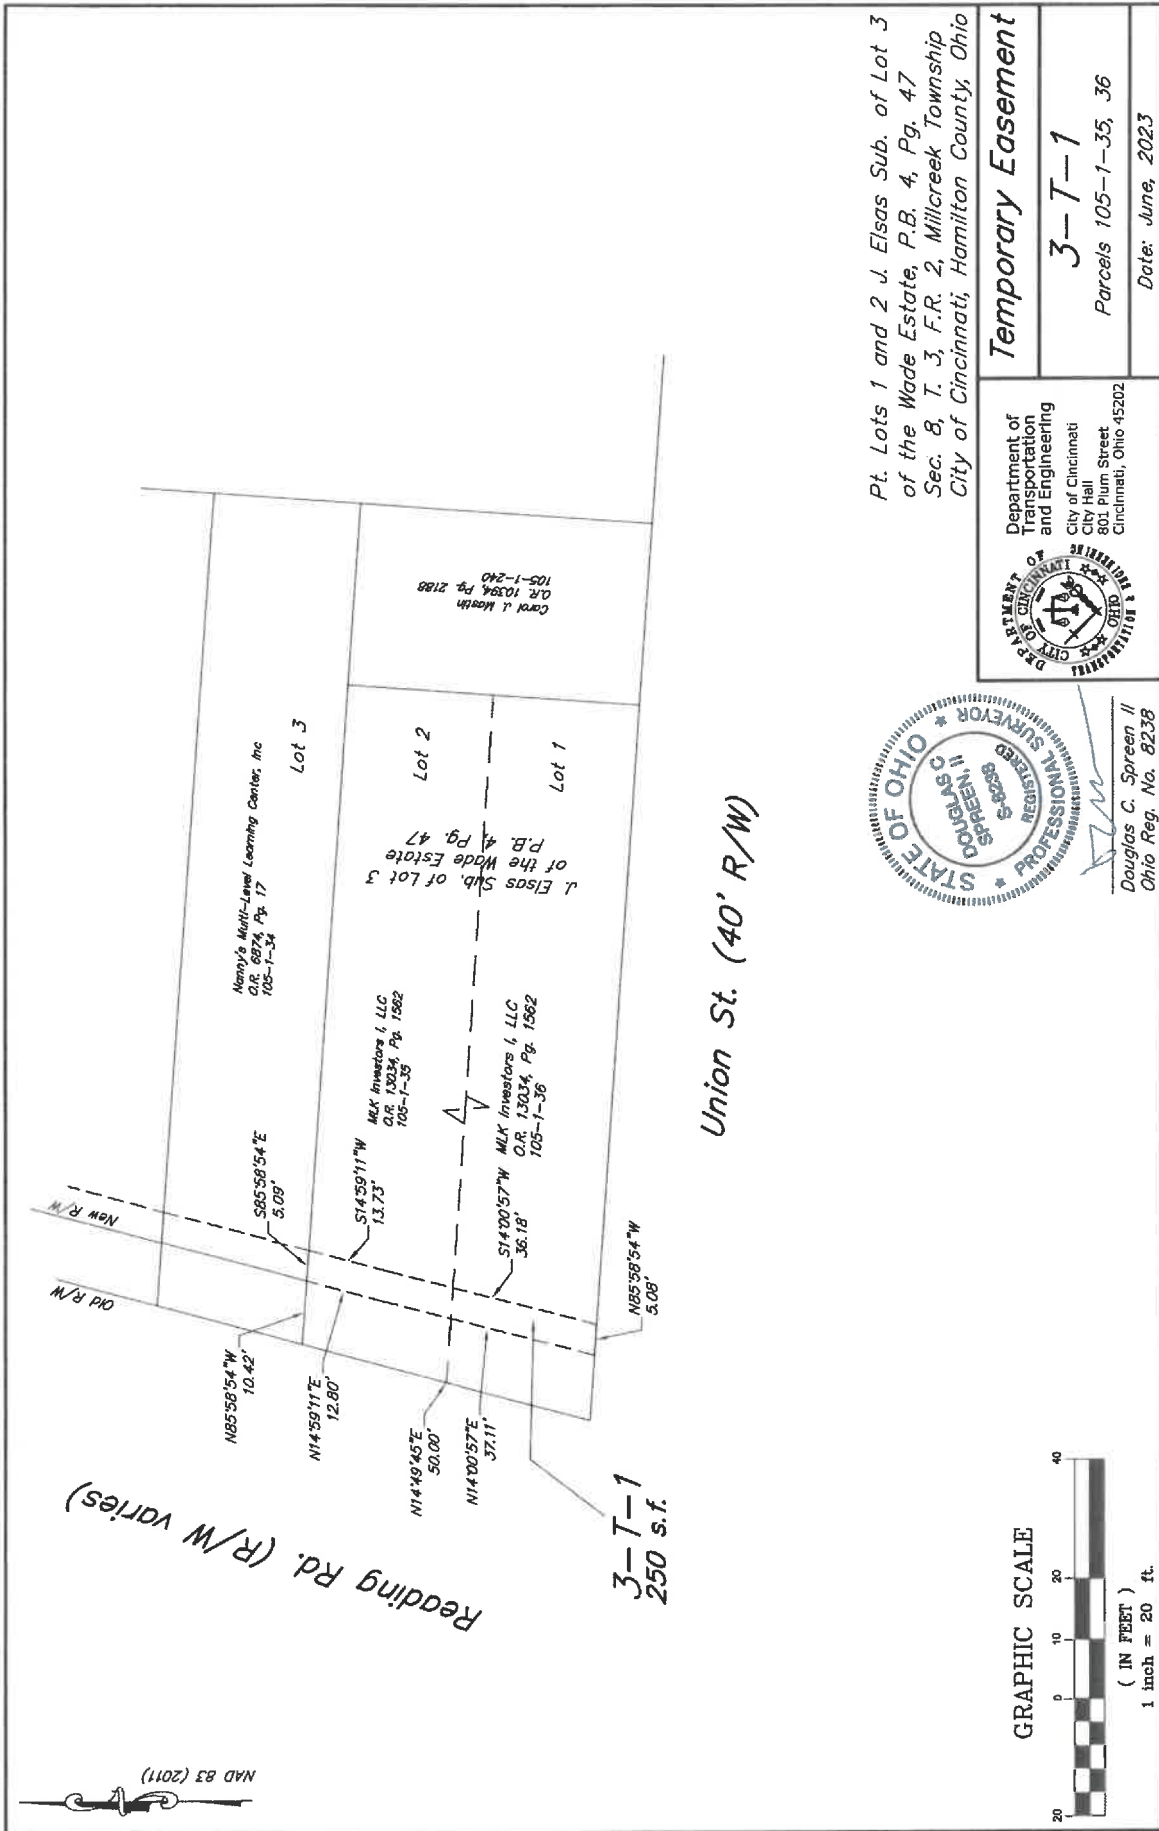 NAD 83 (2011)
Reading Rd. (R/W varies)
Old R/W
New R/W
N85°58'54"W
10.42'
S85°58'54"E
5.09'
N14°59'11"E
12.80'
S14°59'11"W
13.73'
N14°49'45"E
50.00'
N14°00'57"E
37.11'
S14°00'57"W
36.18'
N85°58'54"W
5.08'
3-T-1
250 s.f.
Nanny's Multi-Level Learning Center, Inc
O.R. 6874, Pg. 17
105-1-34
Lot 3
MLK Investors I, LLC
O.R. 13034, Pg. 1562
105-1-35
Lot 2
J. Elsas Sub. of Lot 3
of the Wade Estate
P.B. 4, Pg. 47
MLK Investors I, LLC
O.R. 13034, Pg. 1562
105-1-36
Lot 1
Carol J. Mastin
O.R. 10394, Pg. 2188
105-1-240
Union St. (40' R/W)
GRAPHIC SCALE
20 0 10 20 40
( IN FEET )
1 inch = 20 ft.
STATE OF OHIO
DOUGLAS C
SPREEN, II
S-8238
REGISTERED
PROFESSIONAL SURVEYOR
Douglas C. Spreen II
Ohio Reg. No. 8238
Pt. Lots 1 and 2 J. Elsas Sub. of Lot 3
of the Wade Estate, P.B. 4, Pg. 47
Sec. 8, T. 3, F.R. 2, Millcreek Township
City of Cincinnati, Hamilton County, Ohio
DEPARTMENT OF
CITY OF CINCINNATI
OHIO
Department of
Transportation
and Engineering
City of Cincinnati
City Hall
801 Plum Street
Cincinnati, Ohio 45202
Temporary Easement
3-T-1
Parcels 105-1-35, 36
Date: June, 2023